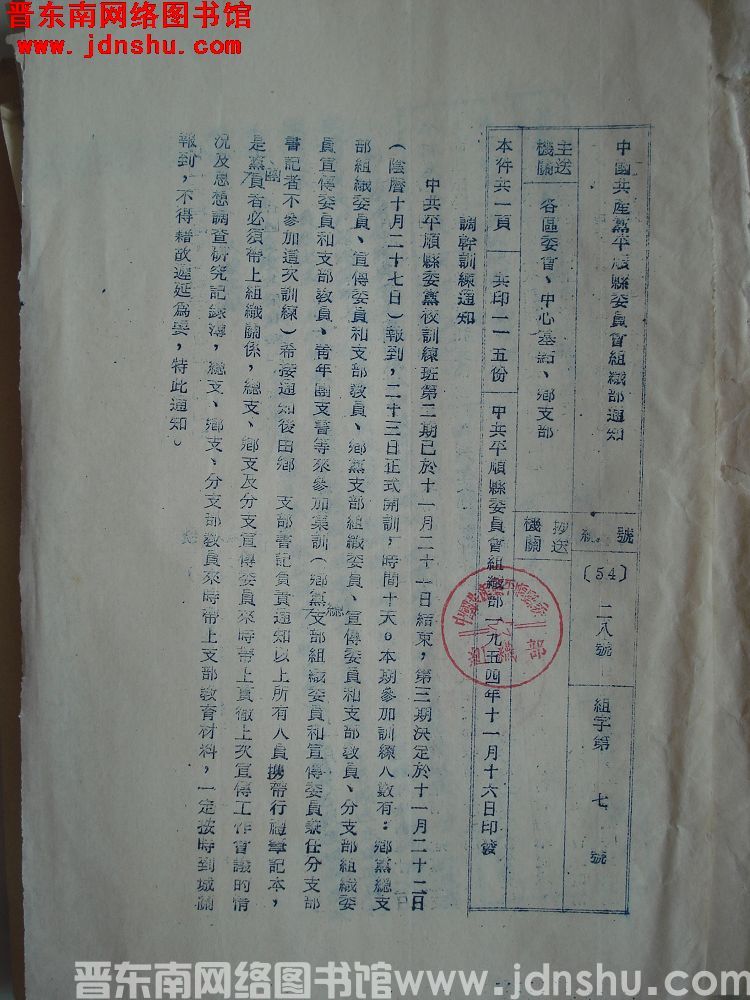 晋东南网络图书馆
www.jdnshu.com
中國共產黨平順縣委員會組織部通知
編號
〔54〕二八號
組字第七號
主送機關
各區委會、中心基點、鄉支部
抄送機關
本件共一頁
共印一一五份
中共平順縣委員會組織部一九五四年十一月十六日印發
調幹訓練通知
中共平順縣委黨校訓練班第二期已於十一月二十一日結束，第三期決定於十一月二十二日
（陰曆十月二十七日）報到，二十三日正式開訓，時間十天。本期參加訓練人數有：鄉黨總支
部組織委員、宣傳委員和支部教員、鄉黨支部組織委員、宣傳委員和支部教員、分支部組織委
員宣傳委員和支部教員、青年團支書等來參加集訓（鄉黨總支部組織委員和宣傳委員兼任分支部
書記者不參加這次訓練）希接通知後由鄉 支部書記負責通知以上所有人員携帶行禮筆記本，
是黨團員者必須帶上組織關係，總支、鄉支及分支宣傳委員來時帶上貫徹上次宣傳工作會議的情
況及思想調查研究記錄簿，總支、鄉支、分支部教員來時帶上支部教育材料，一定按時到城關
報到，不得藉故遲延為要，特此通知。
晋东南网络图书馆 www.jdnshu.com